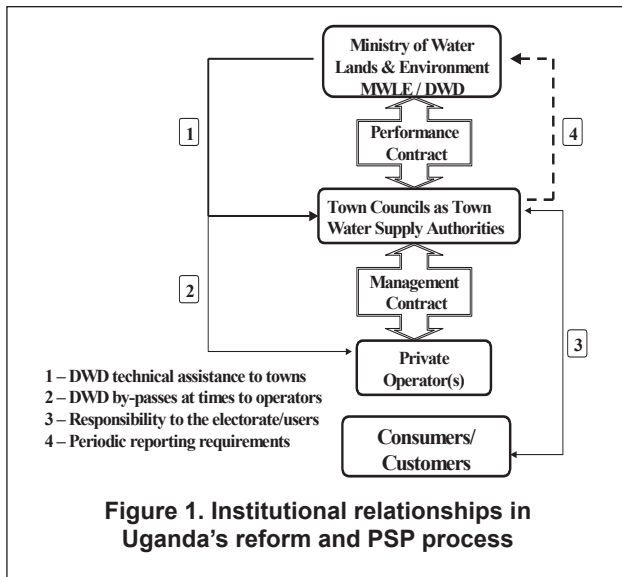 Ministry of Water
Lands & Environment
MWLE / DWD
1
4
Performance
Contract
Town Councils as Town
Water Supply Authorities
Management
Contract
2
3
Private
Operator(s)
1 – DWD technical assistance to towns
2 – DWD by-passes at times to operators
3 – Responsibility to the electorate/users
4 – Periodic reporting requirements
Consumers/
Customers
Figure 1. Institutional relationships in
Uganda's reform and PSP process